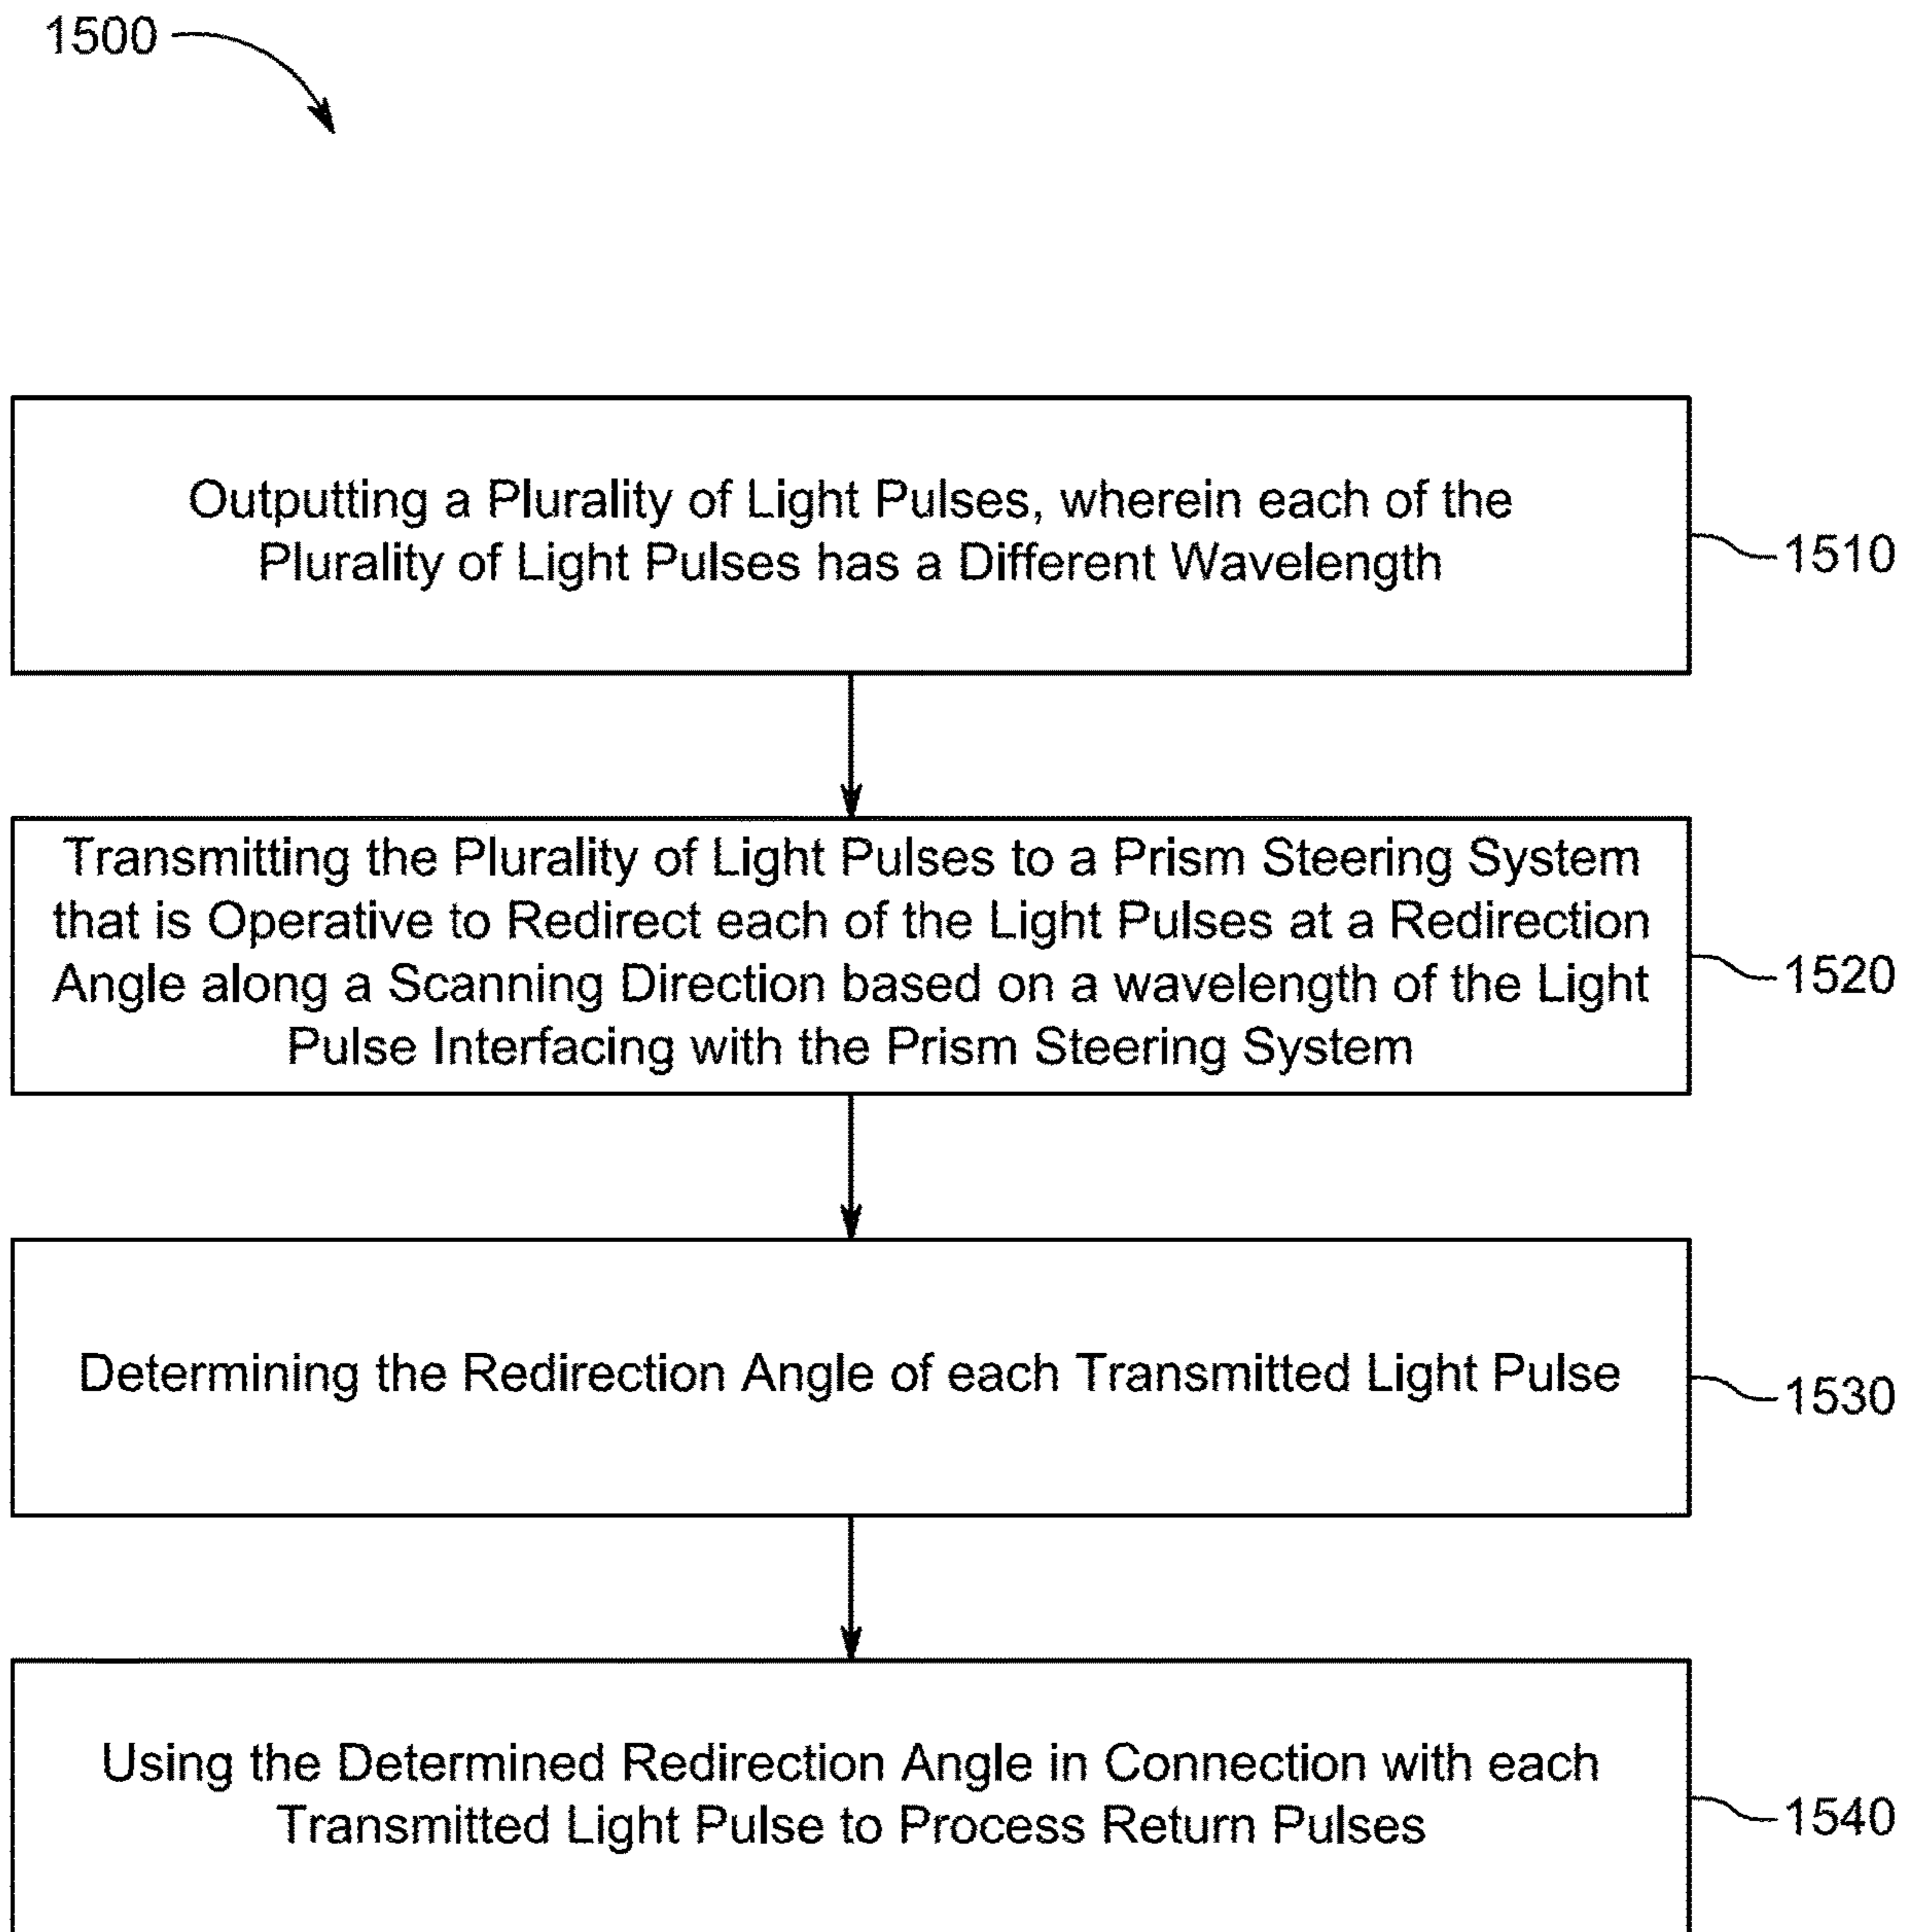 1500
Outputting a Plurality of Light Pulses, wherein each of the
Plurality of Light Pulses has a Different Wavelength
1510
Transmitting the Plurality of Light Pulses to a Prism Steering System
that is Operative to Redirect each of the Light Pulses at a Redirection
Angle along a Scanning Direction based on a wavelength of the Light
Pulse Interfacing with the Prism Steering System
1520
Determining the Redirection Angle of each Transmitted Light Pulse
1530
Using the Determined Redirection Angle in Connection with each
Transmitted Light Pulse to Process Return Pulses
1540